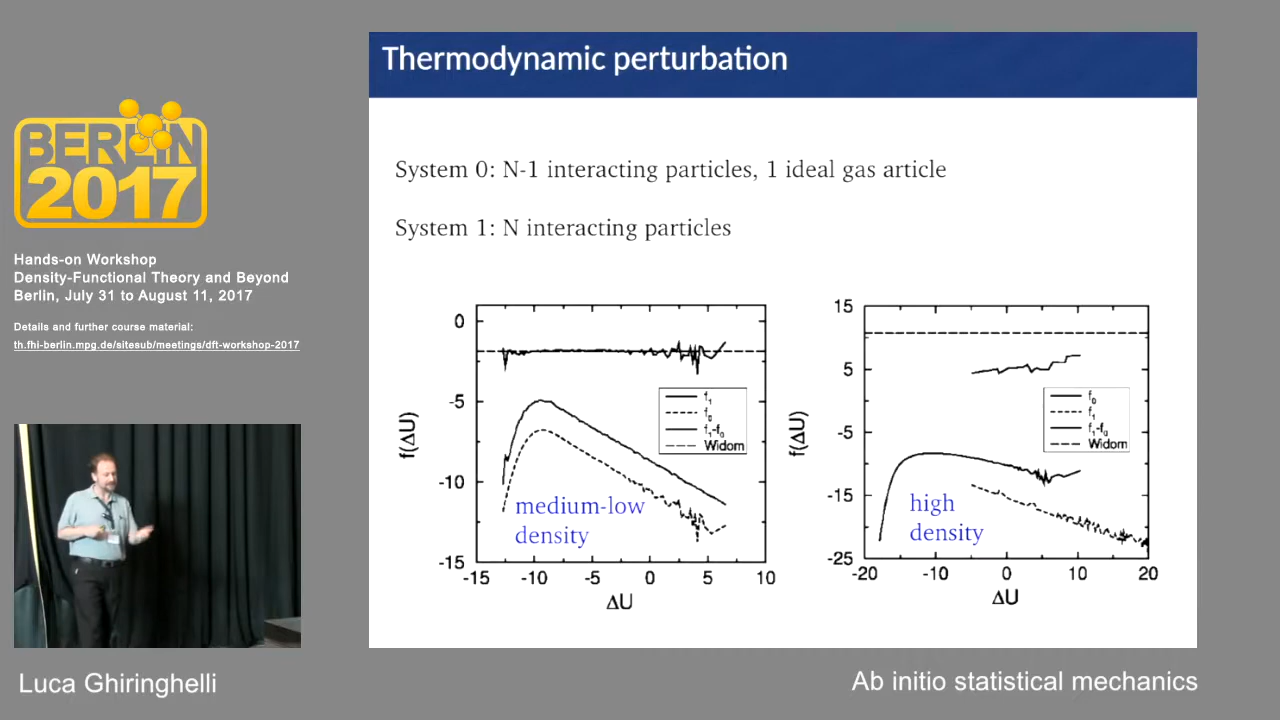 Thermodynamic perturbation
BERLIN
2017
System 0: N-1 interacting particles, 1 ideal gas article
System 1: N interacting particles
Hands-on Workshop
Density-Functional Theory and Beyond
Berlin, July 31 to August 11, 2017
Details and further course material:
th.fhi-berlin.mpg.de/sitesub/meetings/dft-workshop-2017
0
-5
-10
-15
f(ΔU)
f₁
f₀
f₁-f₀
Widom
medium-low
density
-15 -10 -5 0 5 10
ΔU
15
5
-5
-15
-25
f(ΔU)
f₀
f₁
f₁-f₀
Widom
high
density
-20 -10 0 10 20
ΔU
Luca Ghiringhelli
Ab initio statistical mechanics